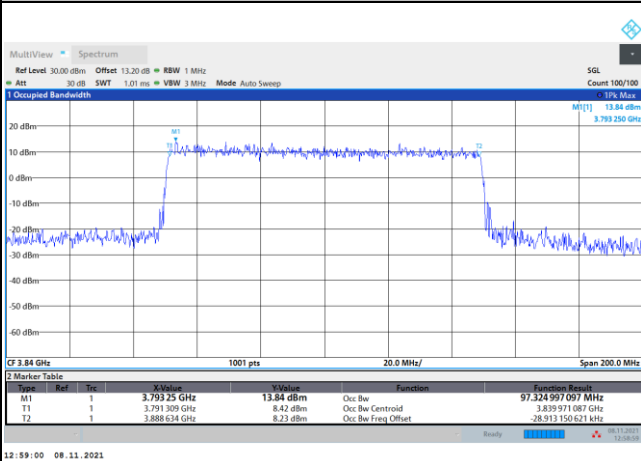 MultiView Spectrum
Ref Level 30.00 dBm Offset 13.20 dB RBW 1 MHz SGL
Att 30 dB SWT 1.01 ms VBW 3 MHz Mode Auto Sweep Count 100/100
1 Occupied Bandwidth 1Pk Max
M1[1] 13.84 dBm
3.793 250 GHz
20 dBm
M1
T1 T2
10 dBm
0 dBm
-10 dBm
-20 dBm
-30 dBm
-40 dBm
-50 dBm
-60 dBm
CF 3.84 GHz 1001 pts 20.0 MHz/ Span 200.0 MHz
2 Marker Table
Type Ref Trc X-Value Y-Value Function Function Result
M1 1 3.793 25 GHz 13.84 dBm Occ Bw 97.324 997 097 MHz
T1 1 3.791 309 GHz 8.42 dBm Occ Bw Centroid 3.839 971 087 GHz
T2 1 3.888 634 GHz 8.23 dBm Occ Bw Freq Offset -28.913 150 621 kHz
Ready 08.11.2021
12:58:59
12:59:00 08.11.2021